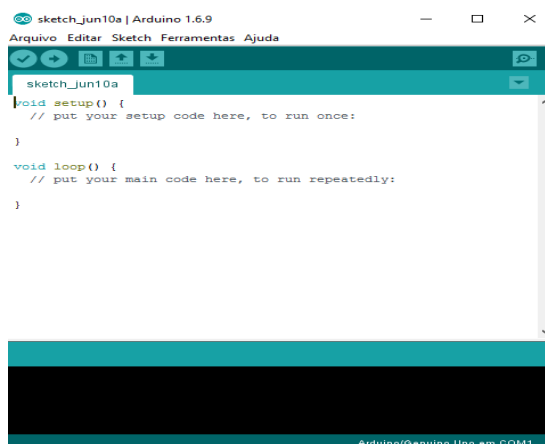 sketch_jun10a | Arduino 1.6.9
Arquivo Editar Sketch Ferramentas Ajuda
sketch_jun10a
void setup() {
// put your setup code here, to run once:
}
void loop() {
// put your main code here, to run repeatedly:
}
Arduino/Genuino Uno em COM1